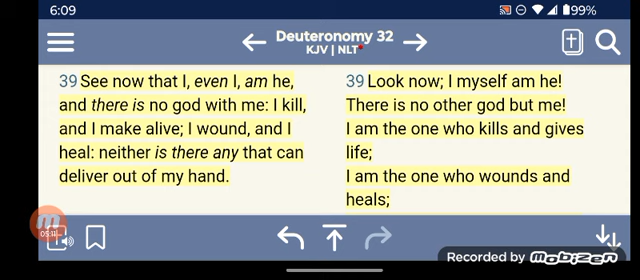 6:09
99%
Deuteronomy 32
KJV | NLT
39 See now that I, even I, am he,
and there is no god with me: I kill,
and I make alive; I wound, and I
heal: neither is there any that can
deliver out of my hand.
39 Look now; I myself am he!
There is no other god but me!
I am the one who kills and gives
life;
I am the one who wounds and
heals;
Recorded by Mobizen